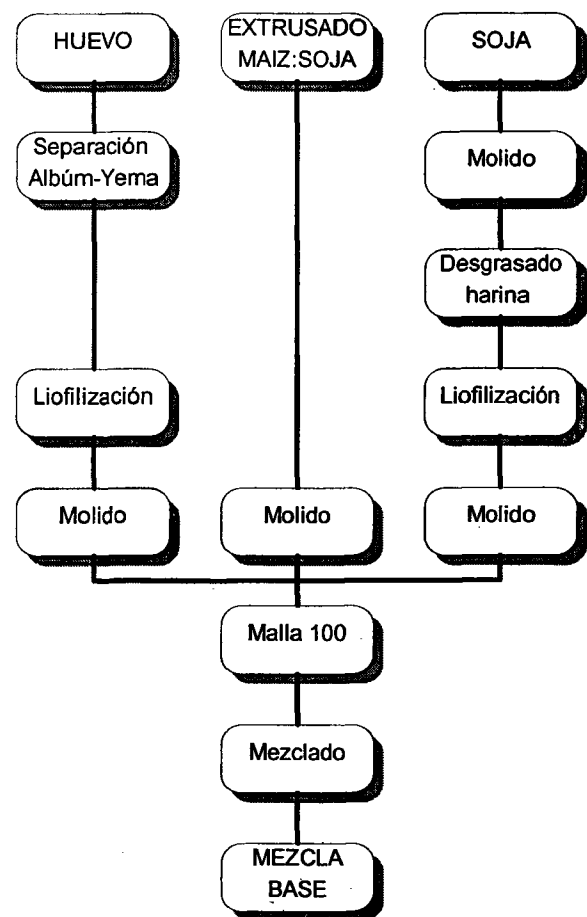 HUEVO
EXTRUSADO
MAIZ:SOJA
SOJA
Separación
Albúm-Yema
Molido
Desgrasado
harina
Liofilización
Liofilización
Molido
Molido
Molido
Malla 100
Mezclado
MEZCLA
BASE